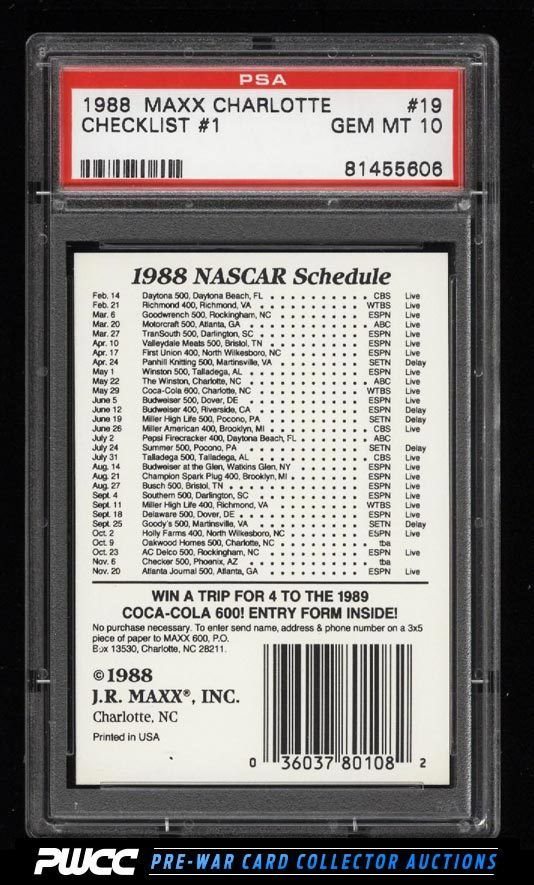 PSA
1988 MAXX CHARLOTTE #19
CHECKLIST #1 GEM MT 10
81455606
1988 NASCAR Schedule
Feb. 14 Daytona 500, Daytona Beach, FL . . . . . . . . . . CBS Live
Feb. 21 Richmond 400, Richmond, VA . . . . . . . . . . . WTBS Live
Mar. 6 Goodwrench 500, Rockingham, NC . . . . . . . . . ESPN Live
Mar. 20 Motorcraft 500, Atlanta, GA . . . . . . . . . . . . ABC Live
Mar. 27 TranSouth 500, Darlington, SC . . . . . . . . . . . ESPN Live
Apr. 10 Valleydale Meats 500, Bristol, TN . . . . . . . . . . ESPN Live
Apr. 17 First Union 400, North Wilkesboro, NC . . . . . . . ESPN Live
Apr. 24 Panhill Knitting 500, Martinsville, VA . . . . . . . . SETN Delay
May 1 Winston 500, Talladega, AL . . . . . . . . . . . . ESPN Live
May 22 The Winston, Charlotte, NC . . . . . . . . . . . . ABC Live
May 29 Coca-Cola 600, Charlotte, NC . . . . . . . . . . . WTBS Live
June 5 Budweiser 500, Dover, DE . . . . . . . . . . . . . ESPN Live
June 12 Budweiser 400, Riverside, CA . . . . . . . . . . . ESPN Delay
June 19 Miller High Life 500, Pocono, PA . . . . . . . . . . SETN Delay
June 26 Miller American 400, Brooklyn, MI . . . . . . . . . CBS Live
July 2 Pepsi Firecracker 400, Daytona Beach, FL . . . . . . ABC
July 24 Summer 500, Pocono, PA . . . . . . . . . . . . . SETN Delay
July 31 Talladega 500, Talladega, AL . . . . . . . . . . . . CBS Live
Aug. 14 Budweiser at the Glen, Watkins Glen, NY . . . . . . ESPN Live
Aug. 21 Champion Spark Plug 400, Brooklyn, MI . . . . . . . ESPN Live
Aug. 27 Busch 500, Bristol, TN . . . . . . . . . . . . . . ESPN Live
Sept. 4 Southern 500, Darlington, SC . . . . . . . . . . . ESPN Live
Sept. 11 Miller High Life 400, Richmond, VA . . . . . . . . . WTBS Live
Sept. 18 Delaware 500, Dover, DE . . . . . . . . . . . . . ESPN Live
Sept. 25 Goody's 500, Martinsville, VA . . . . . . . . . . . SETN Delay
Oct. 2 Holly Farms 400, North Wilkesboro, NC . . . . . . . ESPN Live
Oct. 9 Oakwood Homes 500, Charlotte, NC . . . . . . . . tba
Oct. 23 AC Delco 500, Rockingham, NC . . . . . . . . . . ESPN Live
Nov. 6 Checker 500, Phoenix, AZ . . . . . . . . . . . . . tba
Nov. 20 Atlanta Journal 500, Atlanta, GA . . . . . . . . . . ESPN Live
WIN A TRIP FOR 4 TO THE 1989
COCA-COLA 600! ENTRY FORM INSIDE!
No purchase necessary. To enter send name, address & phone number on a 3x5
piece of paper to MAXX 600, P.O.
Box 13530, Charlotte, NC 28211.
©1988
J.R. MAXX®, INC.
Charlotte, NC
Printed in USA
0 36037 80108 2
PWCC PRE-WAR CARD COLLECTOR AUCTIONS